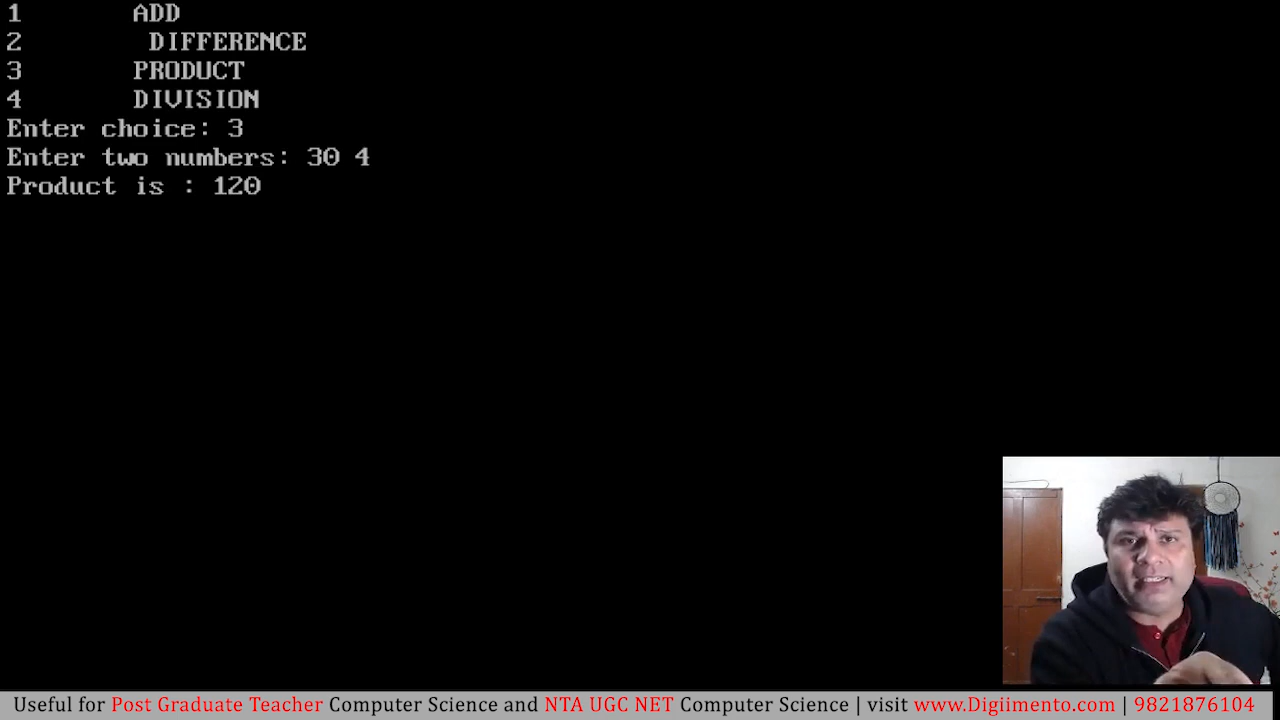 1 ADD
2 DIFFERENCE
3 PRODUCT
4 DIVISION
Enter choice: 3
Enter two numbers: 30 4
Product is : 120
Useful for Post Graduate Teacher Computer Science and NTA UGC NET Computer Science | visit www.Digiimento.com | 9821876104